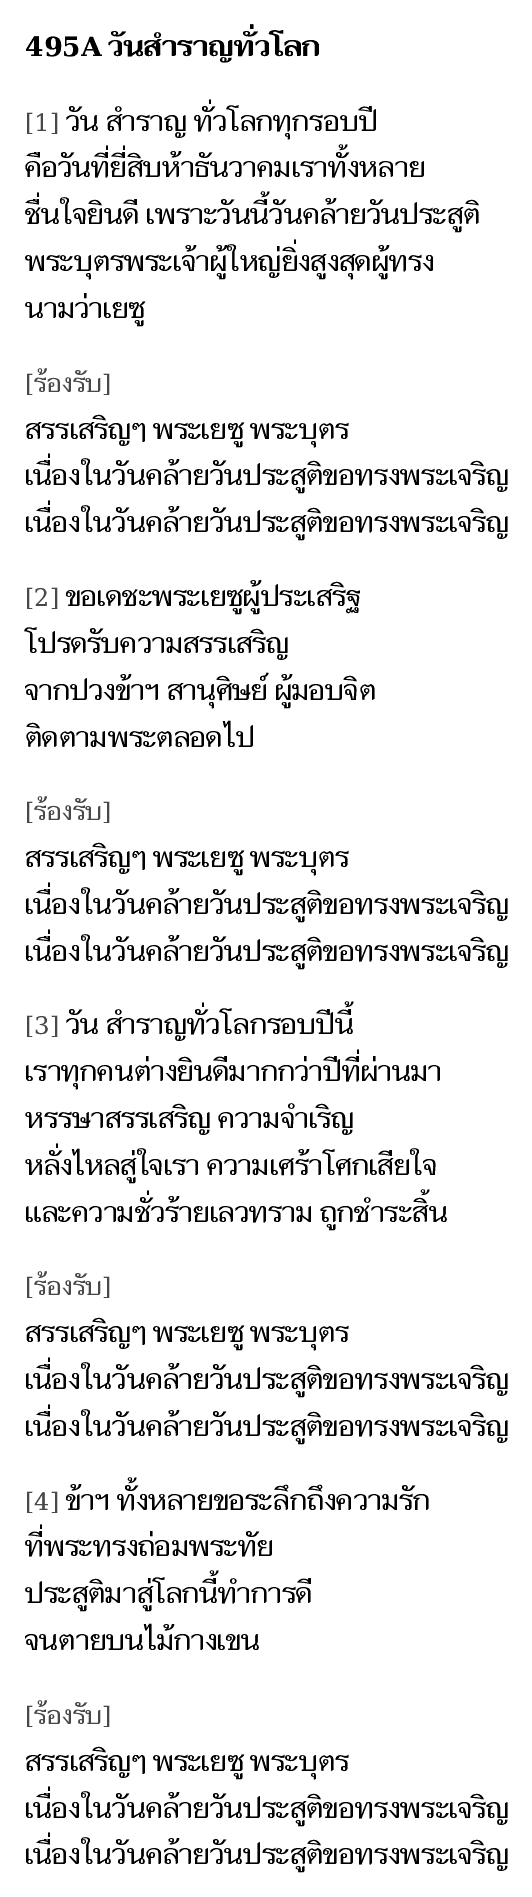 495A วันสำราญทั่วโลก
[1] วัน สำราญ ทั่วโลกทุกรอบปี
คือวันที่ยี่สิบห้าธันวาคมเราทั้งหลาย
ชื่นใจยินดี เพราะวันนี้วันคล้ายวันประสูติ
พระบุตรพระเจ้าผู้ใหญ่ยิ่งสูงสุดผู้ทรง
นามว่าเยซู
[ร้องรับ]
สรรเสริญๆ พระเยซู พระบุตร
เนื่องในวันคล้ายวันประสูติขอทรงพระเจริญ
เนื่องในวันคล้ายวันประสูติขอทรงพระเจริญ
[2] ขอเดชะพระเยซูผู้ประเสริฐ
โปรดรับความสรรเสริญ
จากปวงข้าฯ สานุศิษย์ ผู้มอบจิต
ติดตามพระตลอดไป
[ร้องรับ]
สรรเสริญๆ พระเยซู พระบุตร
เนื่องในวันคล้ายวันประสูติขอทรงพระเจริญ
เนื่องในวันคล้ายวันประสูติขอทรงพระเจริญ
[3] วัน สำราญทั่วโลกรอบปีนี้
เราทุกคนต่างยินดีมากกว่าปีที่ผ่านมา
หรรษาสรรเสริญ ความจำเริญ
หลั่งไหลสู่ใจเรา ความเศร้าโศกเสียใจ
และความชั่วร้ายเลวทราม ถูกชำระสิ้น
[ร้องรับ]
สรรเสริญๆ พระเยซู พระบุตร
เนื่องในวันคล้ายวันประสูติขอทรงพระเจริญ
เนื่องในวันคล้ายวันประสูติขอทรงพระเจริญ
[4] ข้าฯ ทั้งหลายขอระลึกถึงความรัก
ที่พระทรงถ่อมพระทัย
ประสูติมาสู่โลกนี้ทำการดี
จนตายบนไม้กางเขน
[ร้องรับ]
สรรเสริญๆ พระเยซู พระบุตร
เนื่องในวันคล้ายวันประสูติขอทรงพระเจริญ
เนื่องในวันคล้ายวันประสูติขอทรงพระเจริญ